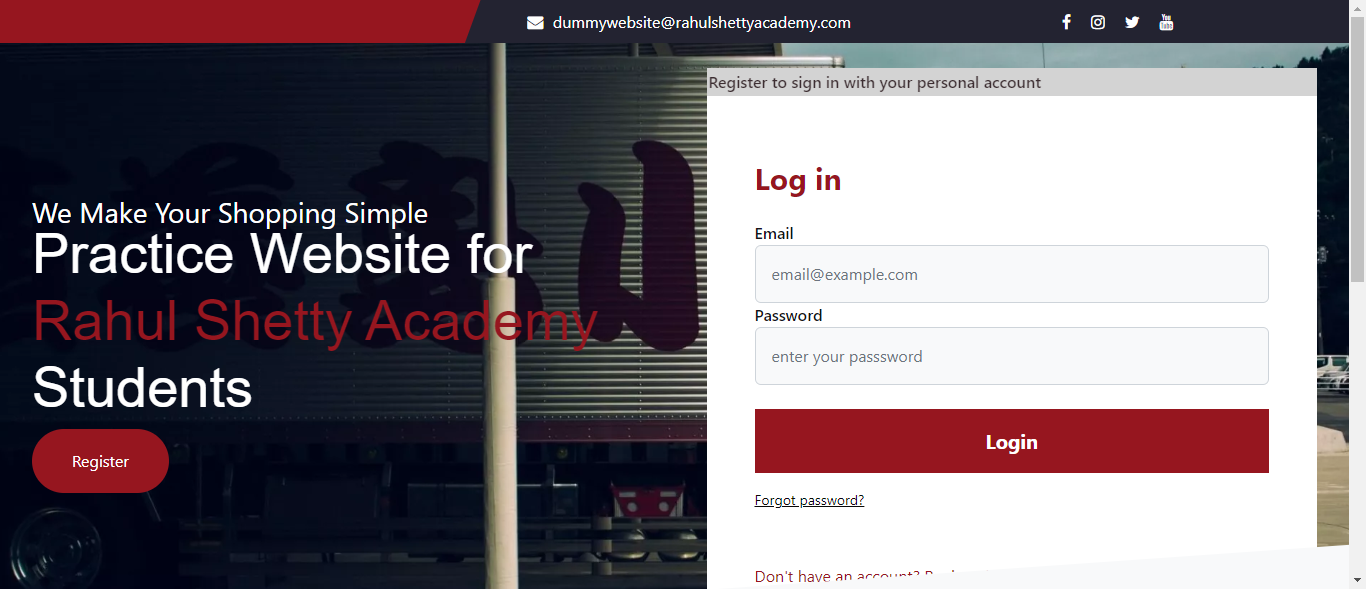 dummywebsite@rahulshettyacademy.com
Register to sign in with your personal account
We Make Your Shopping Simple
Practice Website for
Rahul Shetty Academy
Students
Register
Log in
Email
email@example.com
Password
enter your passsword
Login
Forgot password?
Don't have an account?